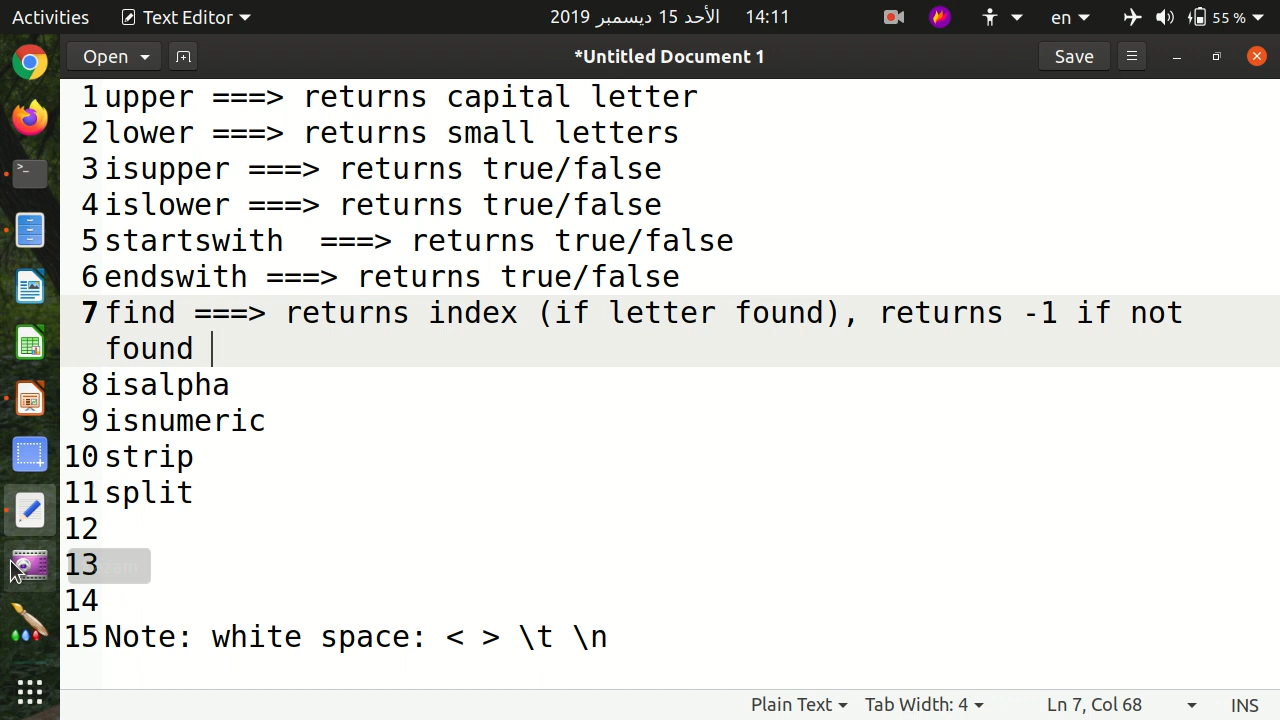 Activities Text Editor 2019 الأحد 15 ديسمبر 14:11 en 55 %
Open *Untitled Document 1 Save
1 upper ===> returns capital letter
2 lower ===> returns small letters
3 isupper ===> returns true/false
4 islower ===> returns true/false
5 startswith  ===> returns true/false
6 endswith ===> returns true/false
7 find ===> returns index (if letter found), returns -1 if not
found
8 isalpha
9 isnumeric
10 strip
11 split
12
13
14
15 Note: white space: < > \t \n
Plain Text Tab Width: 4 Ln 7, Col 68 INS